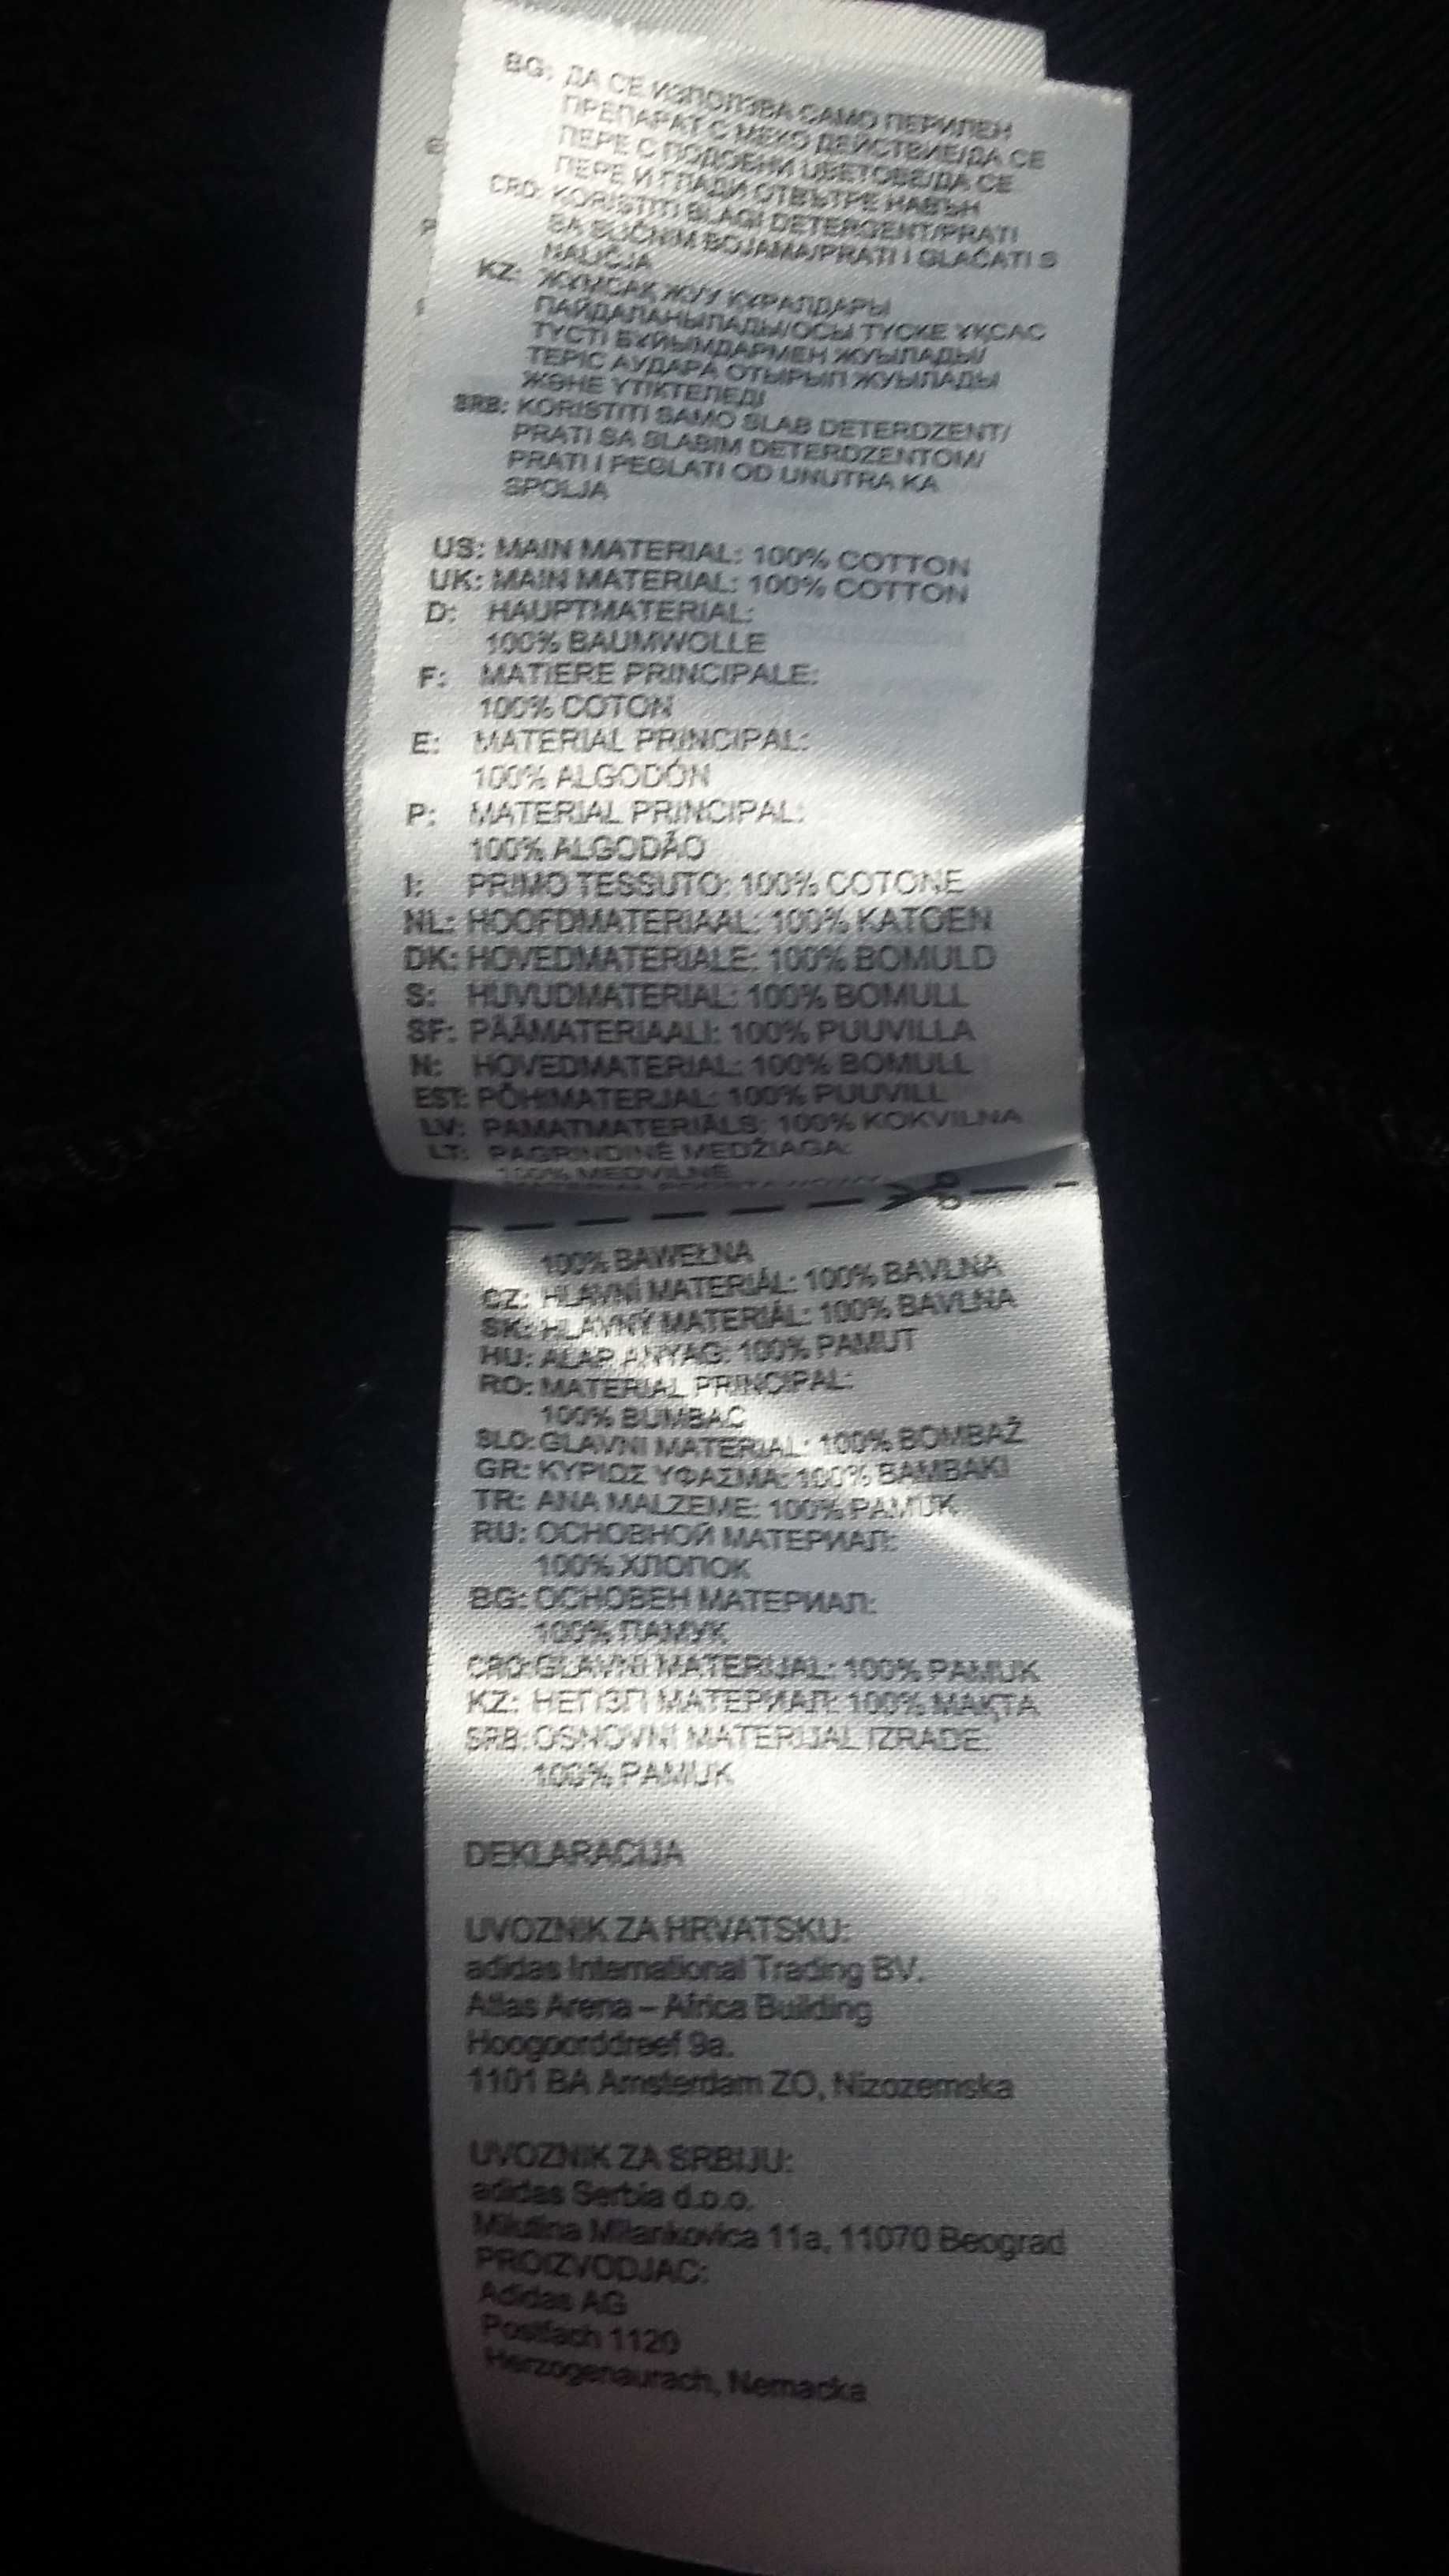 BG: ДА СЕ ИЗПОЛЗВА САМО ПЕРИЛЕН
ПРЕПАРАТ С МЕКО ДЕЙСТВИЕ/ДА СЕ
ПЕРЕ С ПОДОБНИ ЦВЕТОВЕ/ДА СЕ
ПЕРЕ И ГЛАДИ ОТВЪТРЕ НАВЪН
CRO: KORISTITI BLAGI DETERGENT/PRATI
SA SLIČNIM BOJAMA/PRATI I GLAČATI S
NALIČJA
KZ: ЖҰМСАҚ ЖУУ ҚҰРАЛДАРЫ
ПАЙДАЛАНЫЛАДЫ/ОСЫ ТҮСКЕ ҰҚСАС
ТҮСТІ БҰЙЫМДАРМЕН ЖУЫЛАДЫ/
ТЕРІС АУДАРА ОТЫРЫП ЖУЫЛАДЫ
ЖӘНЕ ҮТІКТЕЛЕДІ
SRB: KORISTITI SAMO SLAB DETERDZENT/
PRATI SA SLABIM DETERDZENTOM/
PRATI I PEGLATI OD UNUTRA KA
SPOLJA
US: MAIN MATERIAL: 100% COTTON
UK: MAIN MATERIAL: 100% COTTON
D: HAUPTMATERIAL:
100% BAUMWOLLE
F: MATIERE PRINCIPALE:
100% COTON
E: MATERIAL PRINCIPAL:
100% ALGODÓN
P: MATERIAL PRINCIPAL:
100% ALGODÃO
I: PRIMO TESSUTO: 100% COTONE
NL: HOOFDMATERIAAL: 100% KATOEN
DK: HOVEDMATERIALE: 100% BOMULD
S: HUVUDMATERIAL: 100% BOMULL
SF: PÄÄMATERIAALI: 100% PUUVILLA
N: HOVEDMATERIAL: 100% BOMULL
EST: PÕHIMATERJAL: 100% PUUVILL
LV: PAMATMATERIĀLS: 100% KOKVILNA
LT: PAGRINDINĖ MEDŽIAGA:
100% MEDVILNĖ
100% BAWEŁNA
CZ: HLAVNÍ MATERIÁL: 100% BAVLNA
SK: HLAVNÝ MATERIÁL: 100% BAVLNA
HU: ALAP ANYAG: 100% PAMUT
RO: MATERIAL PRINCIPAL:
100% BUMBAC
SLO: GLAVNI MATERIAL: 100% BOMBAŽ
GR: ΚΥΡΙΩΣ ΥΦΑΣΜΑ: 100% BAMBAKI
TR: ANA MALZEME: 100% PAMUK
RU: ОСНОВНОЙ МАТЕРИАЛ:
100% ХЛОПОК
BG: ОСНОВЕН МАТЕРИАЛ:
100% ПАМУК
CRO: GLAVNI MATERIJAL: 100% PAMUK
KZ: НЕГІЗГІ МАТЕРИАЛ: 100% МАҚТА
SRB: OSNOVNI MATERIJAL IZRADE:
100% PAMUK
DEKLARACIJA
UVOZNIK ZA HRVATSKU:
adidas International Trading BV.
Atlas Arena – Africa Building
Hoogoorddreef 9a.
1101 BA Amsterdam ZO, Nizozemska
UVOZNIK ZA SRBIJU:
adidas Serbia d.o.o.
Milutina Milankovica 11a, 11070 Beograd
PROIZVODJAC:
Adidas AG
Postfach 1120
Herzogenaurach, Nemacka